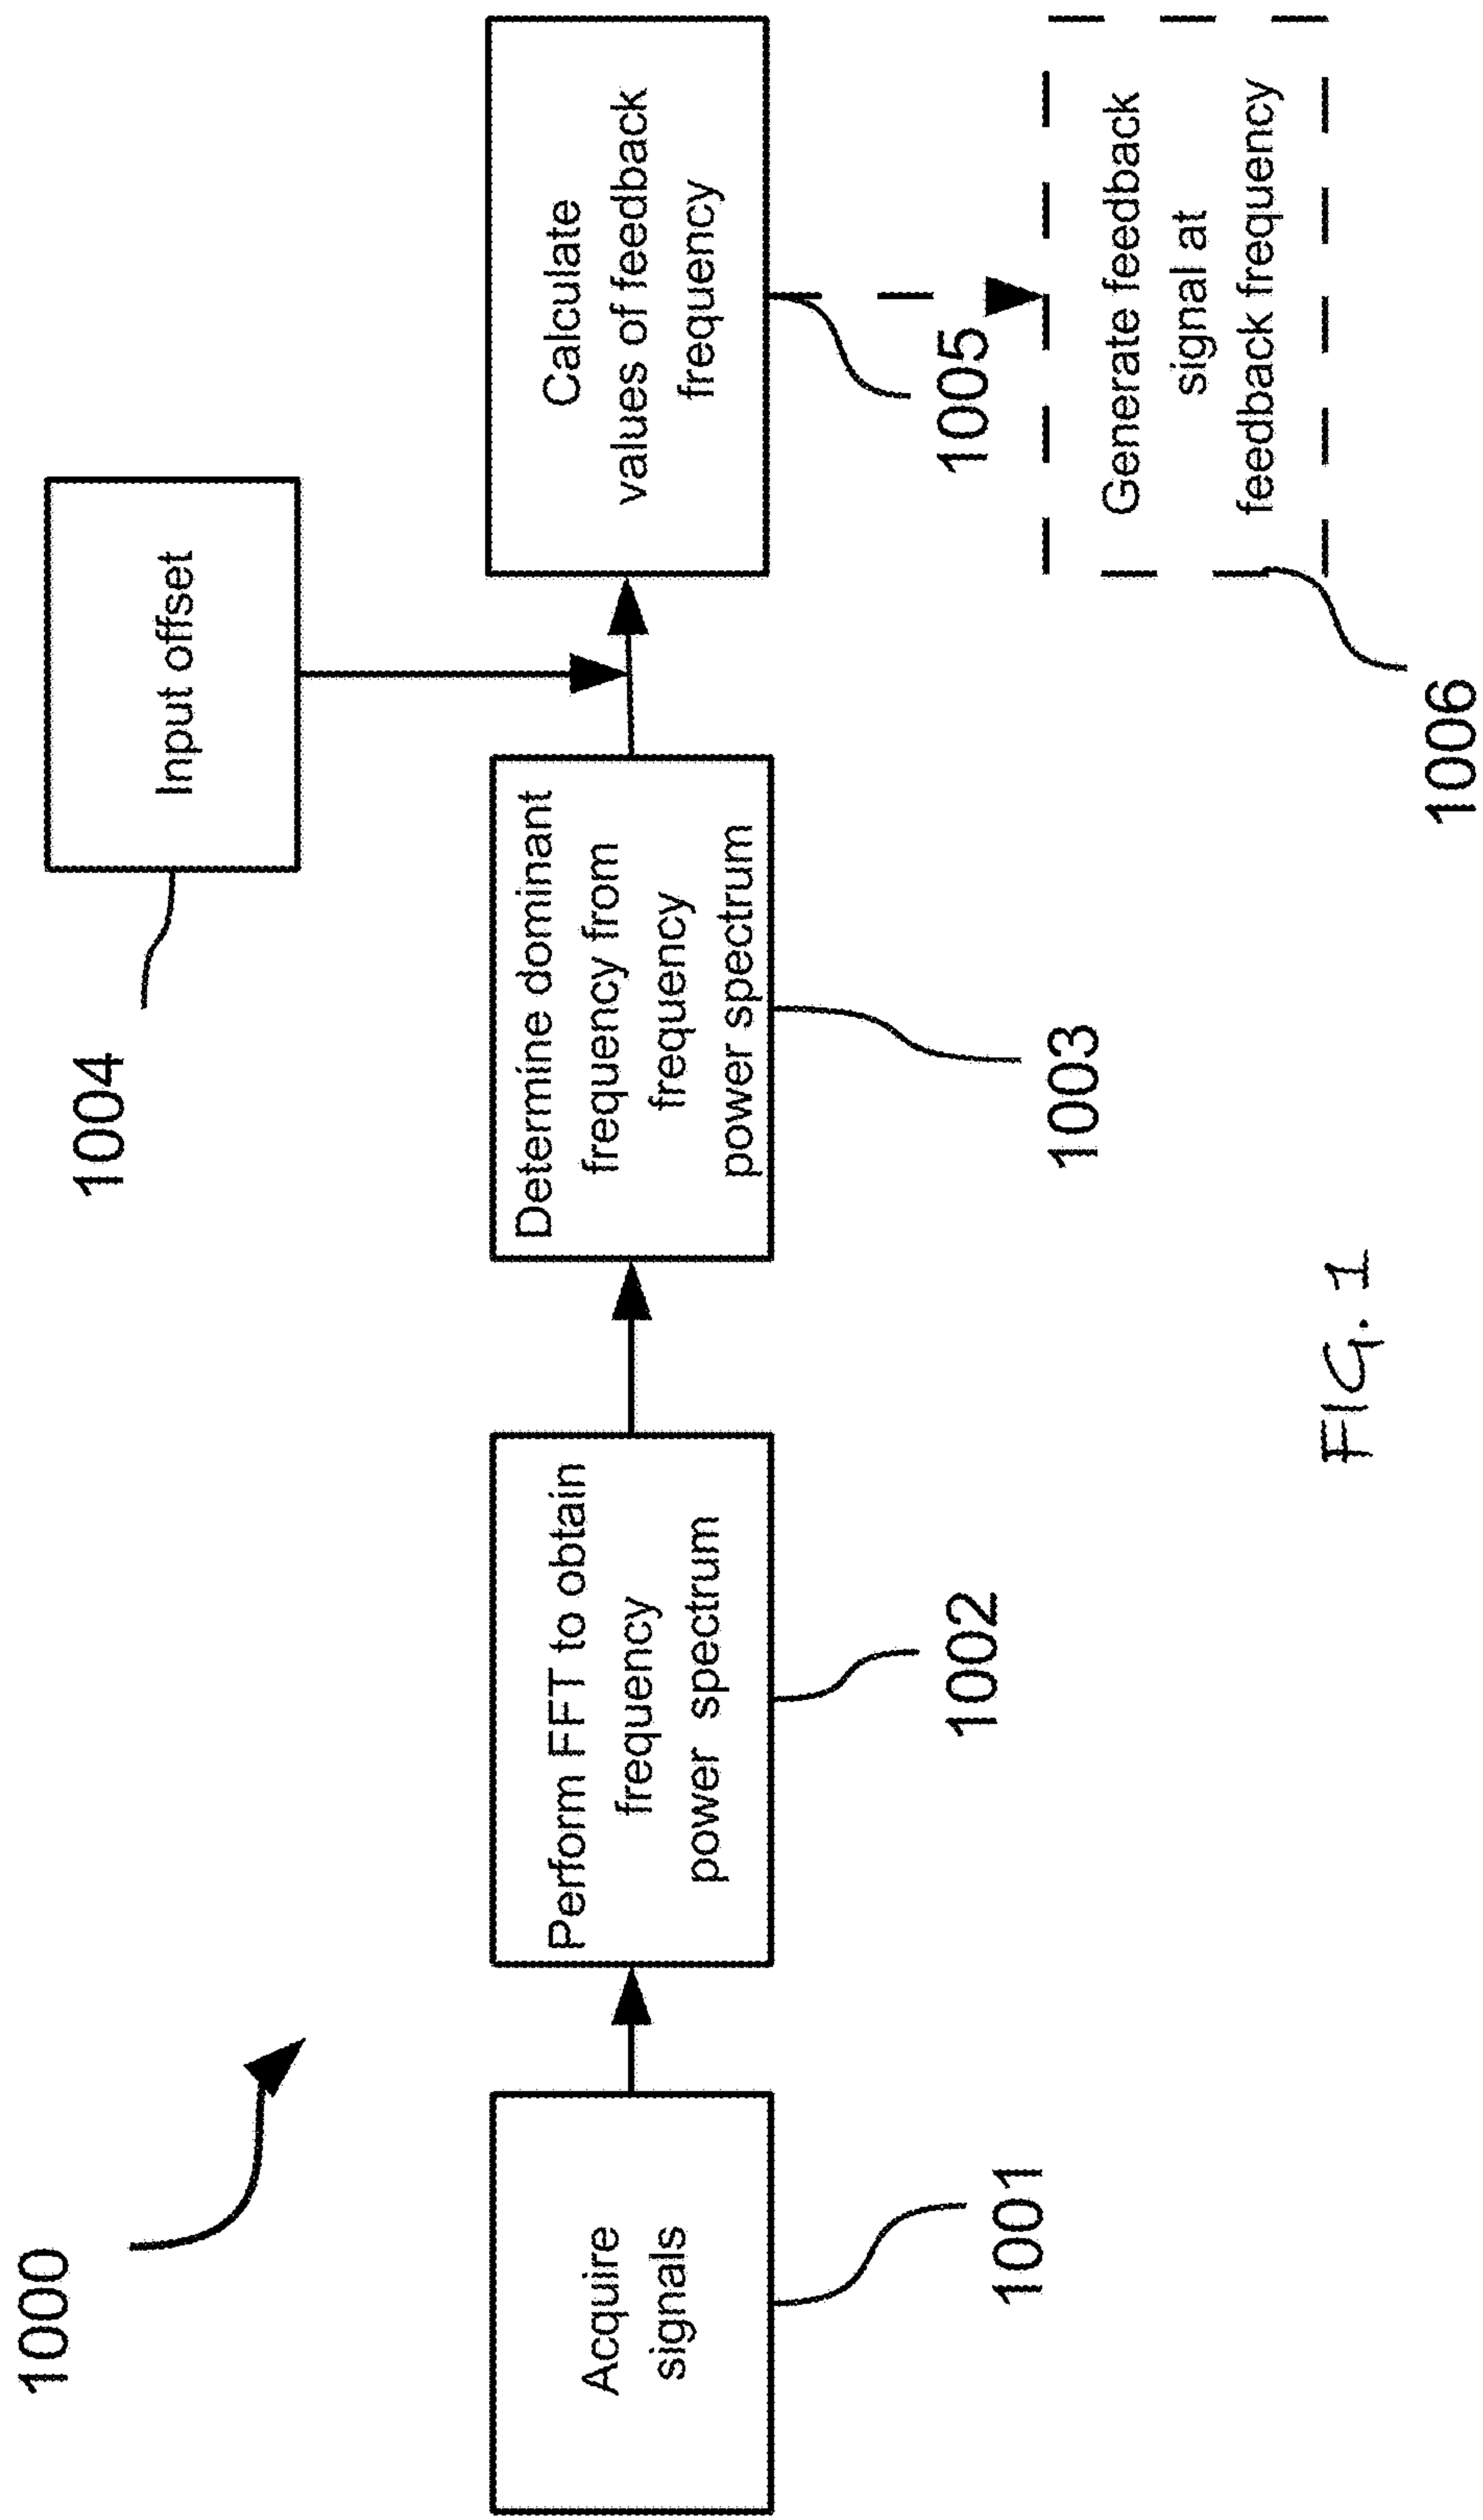 1000
Acquire
signals
1001
Perform FFT to obtain
frequency
power spectrum
1002
Determine dominant
frequency from
frequency
power spectrum
1003
Input offset
1004
Calculate
values of feedback
frequency
1005
Generate feedback
signal at
feedback frequency
1006
FIG. 1